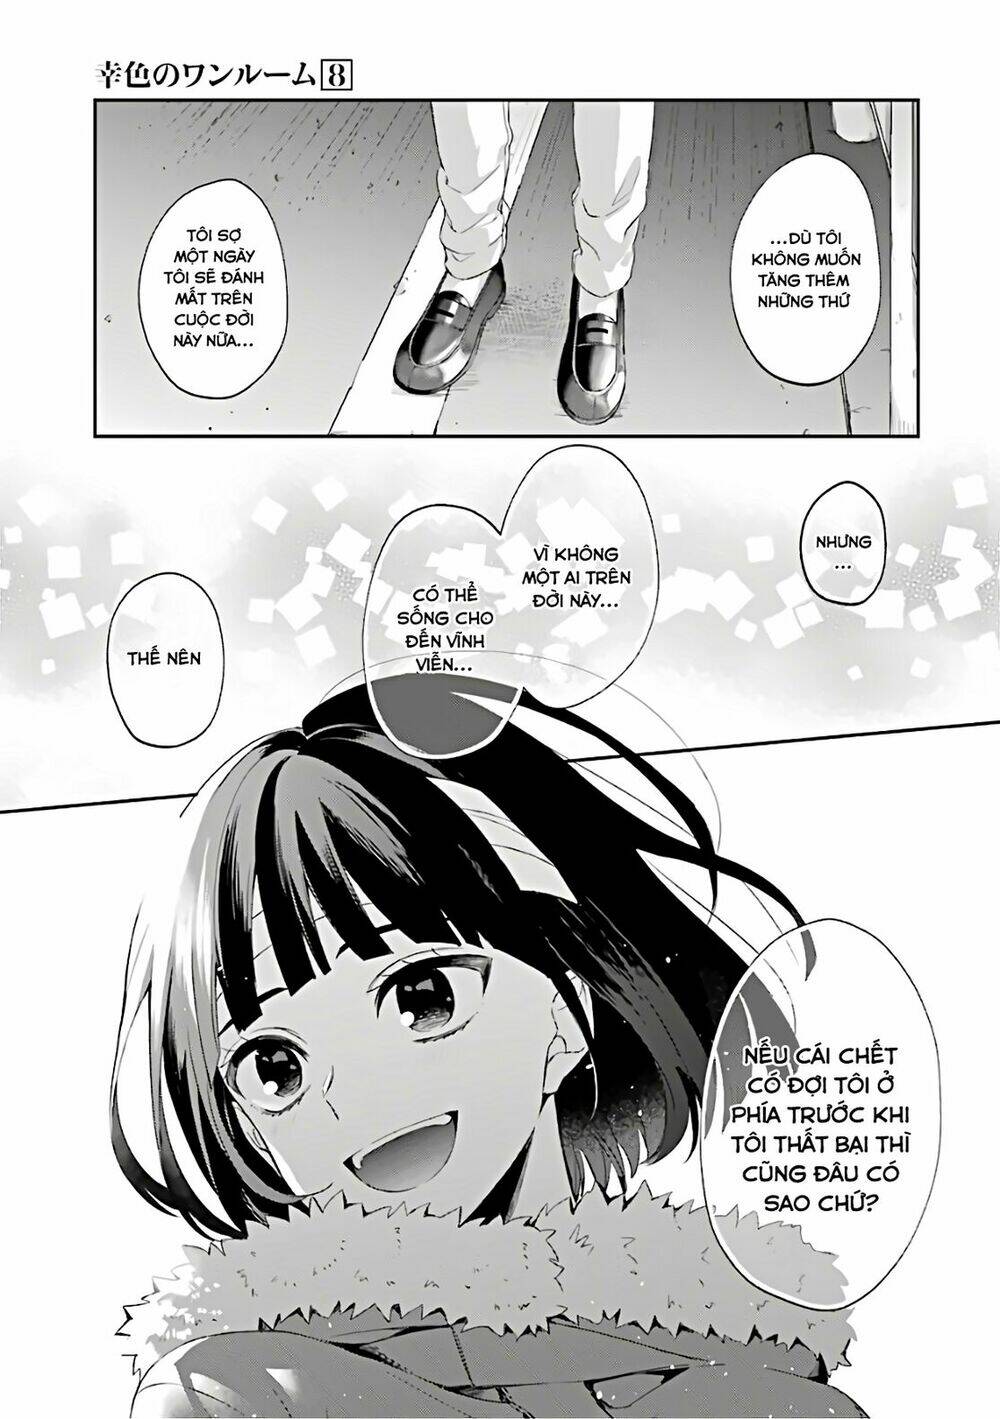 幸色のワンルーム 8
...DÙ TÔI
KHÔNG MUỐN
TĂNG THÊM
NHỮNG THỨ
TÔI SỢ
MỘT NGÀY
TÔI SẼ ĐÁNH
MẤT TRÊN
CUỘC ĐỜI
NÀY NỮA...
NHƯNG
...
VÌ KHÔNG
MỘT AI TRÊN
ĐỜI NÀY...
CÓ THỂ
SỐNG CHO
ĐẾN VĨNH
VIỄN...
THẾ NÊN
NẾU CÁI CHẾT
CÓ ĐỢI TÔI Ở
PHÍA TRƯỚC KHI
TÔI THẤT BẠI THÌ
CŨNG ĐÂU CÓ
SAO CHỨ?